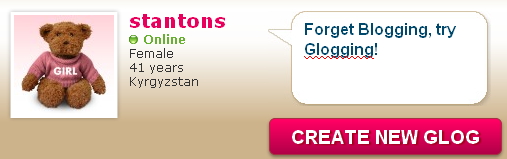 stantons
Online
Female
41 years
Kyrgyzstan
GIRL
Forget Blogging, try
Glogging!
CREATE NEW GLOG